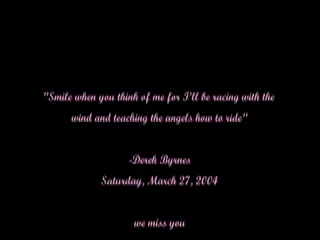 "Smile when you think of me for I'll be racing with the
wind and teaching the angels how to ride"
-Derek Byrnes
Saturday, March 27, 2004
we miss you